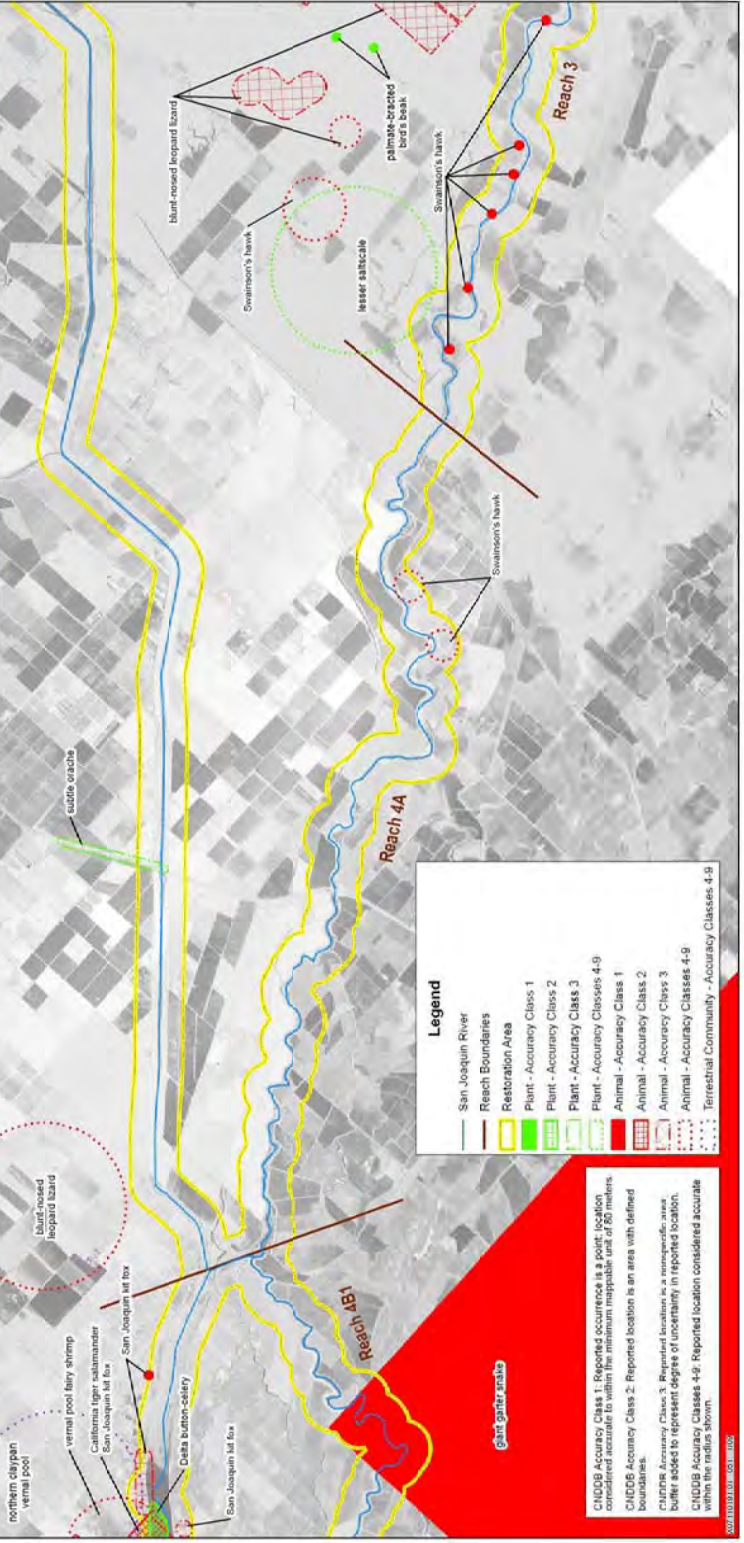 blunt-nosed leopard lizard
palmate-bracted
bird's beak
Swainson's hawk
lesser saltscale
Swainson's hawk
Reach 3
Swainson's hawk
subtle orache
Reach 4A
blunt-nosed
leopard lizard
northern claypan
vernal pool
vernal pool fairy shrimp
California tiger salamander
San Joaquin kit fox
San Joaquin kit fox
Delta button-celery
San Joaquin kit fox
Reach 4B1
giant garter snake
Legend
San Joaquin River
Reach Boundaries
Restoration Area
Plant - Accuracy Class 1
Plant - Accuracy Class 2
Plant - Accuracy Class 3
Plant - Accuracy Classes 4-9
Animal - Accuracy Class 1
Animal - Accuracy Class 2
Animal - Accuracy Class 3
Animal - Accuracy Classes 4-9
Terrestrial Community - Accuracy Classes 4-9
CNDDB Accuracy Class 1: Reported occurrence is a point; location
considered accurate to within the minimum mappable unit of 80 meters.
CNDDB Accuracy Class 2: Reported location is an area with defined
boundaries.
CNDDB Accuracy Class 3: Reported location is a nonspecific area;
buffer added to represent degree of uncertainty in reported location.
CNDDB Accuracy Classes 4-9: Reported location considered accurate
within the radius shown.